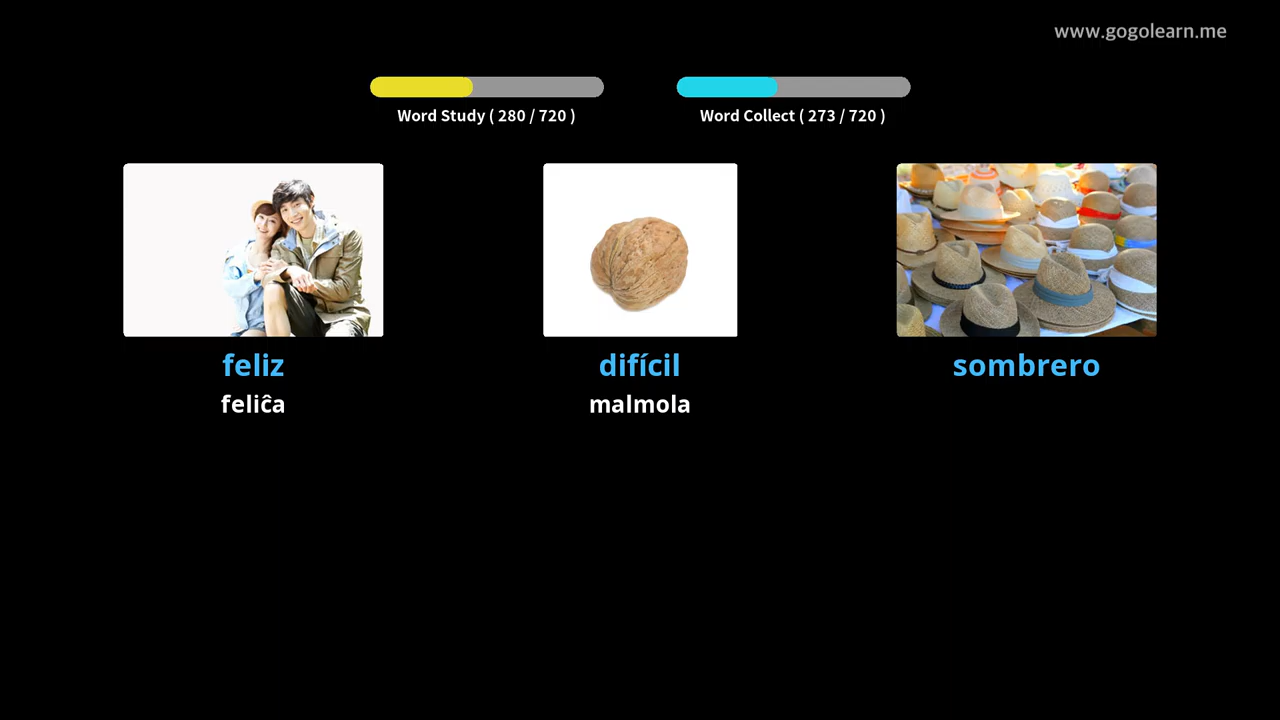 www.gogolearn.me
Word Study ( 280 / 720 )
Word Collect ( 273 / 720 )
feliz
difícil
sombrero
feliĉa
malmola